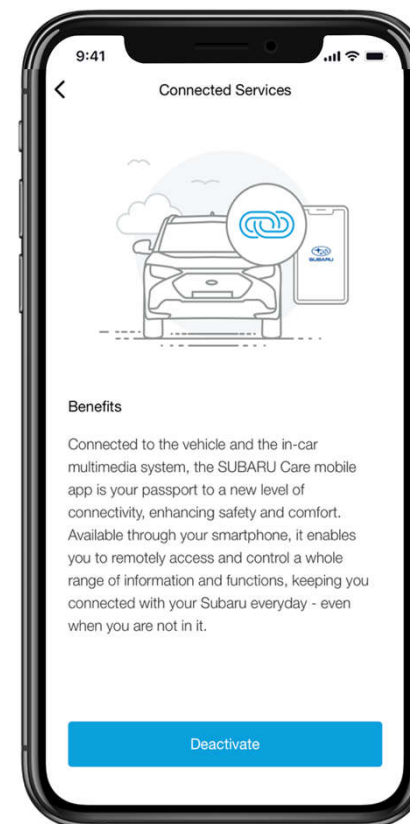 9:41
Connected Services
SUBARU
Benefits
Connected to the vehicle and the in-car
multimedia system, the SUBARU Care mobile
app is your passport to a new level of
connectivity, enhancing safety and comfort.
Available through your smartphone, it enables
you to remotely access and control a whole
range of information and functions, keeping you
connected with your Subaru everyday - even
when you are not in it.
Deactivate